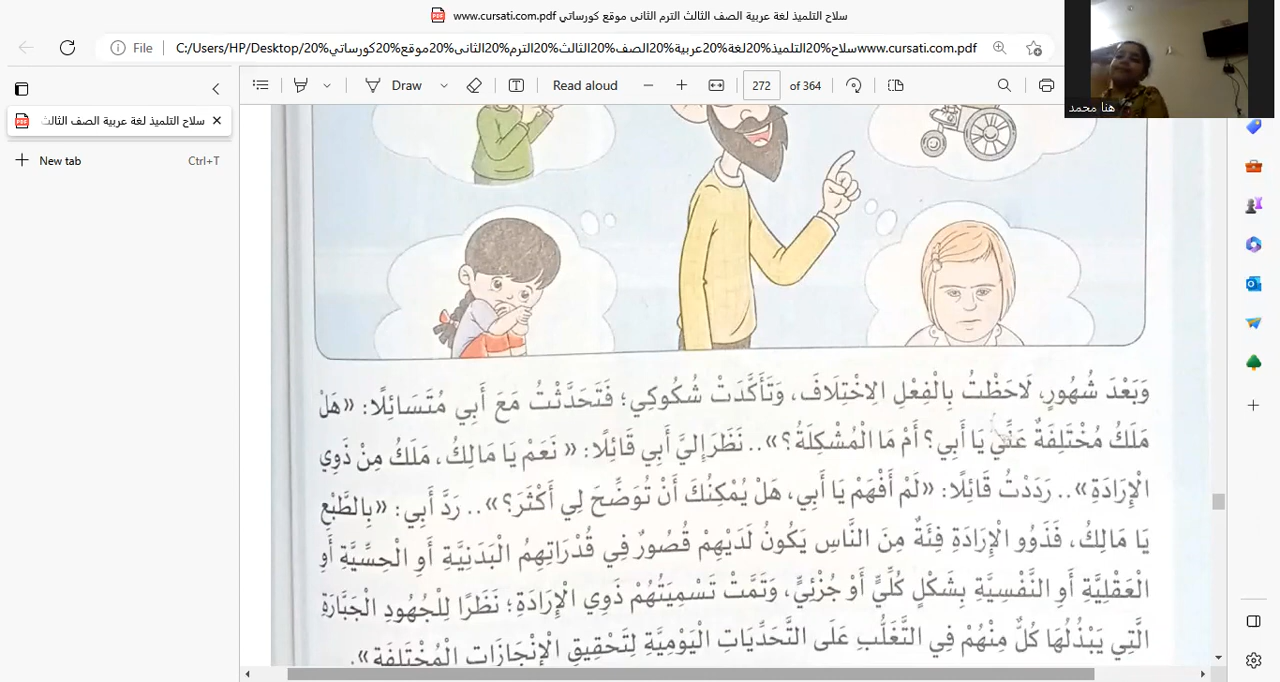 سلاح التلميذ لغة عربية الصف الثالث الترم الثانى موقع كورساتي www.cursati.com.pdf
File
C:/Users/HP/Desktop/سلاح%20التلميذ%20لغة%20عربية%20الصف%20الثالث%20الترم%20الثانى%20موقع%20كورساتي%20www.cursati.com.pdf
Draw
Read aloud
272 of 364
هنا محمد
سلاح التلميذ لغة عربية الصف الثالث
New tab
Ctrl+T
وَبَعْدَ شُهُورٍ، لَاحَظْتُ بِالْفِعْلِ الِاخْتِلَافَ، وَتَأَكَّدَتْ شُكُوكِي؛ فَتَحَدَّثْتُ مَعَ أَبِي مُتَسَائِلًا: «هَلْ
مَلَكُ مُخْتَلِفَةٌ عَنِّي يَا أَبِي؟ أَمْ مَا الْمُشْكِلَةُ؟».. نَظَرَ إِلَيَّ أَبِي قَائِلًا: « نَعَمْ يَا مَالِكُ، مَلَكُ مِنْ ذَوِي
الْإِرَادَةِ».. رَدَدْتُ قَائِلًا: «لَمْ أَفْهَمْ يَا أَبِي، هَلْ يُمْكِنُكَ أَنْ تُوَضِّحَ لِي أَكْثَرَ؟».. رَدَّ أَبِي: «بِالطَّبْعِ
يَا مَالِكُ، فَذَوُو الْإِرَادَةِ فِئَةٌ مِنَ النَّاسِ يَكُونُ لَدَيْهِمْ قُصُورٌ فِي قُدْرَاتِهِمُ الْبَدَنِيَّةِ أَوِ الْحِسِّيَّةِ أَوِ
الْعَقْلِيَّةِ أَوِ النَّفْسِيَّةِ بِشَكْلٍ كُلِّيٍّ أَوْ جُزْئِيٍّ، وَتَمَّتْ تَسْمِيَتُهُمْ ذَوِي الْإِرَادَةِ؛ نَظَرًا لِلْجُهُودِ الْجَبَّارَةِ
الَّتِي يَبْذُلُهَا كُلٌّ مِنْهُمْ فِي التَّغَلُّبِ عَلَى التَّحَدِّيَاتِ الْيَوْمِيَّةِ لِتَحْقِيقِ الْإِنْجَازَاتِ الْمُخْتَلِفَةِ».